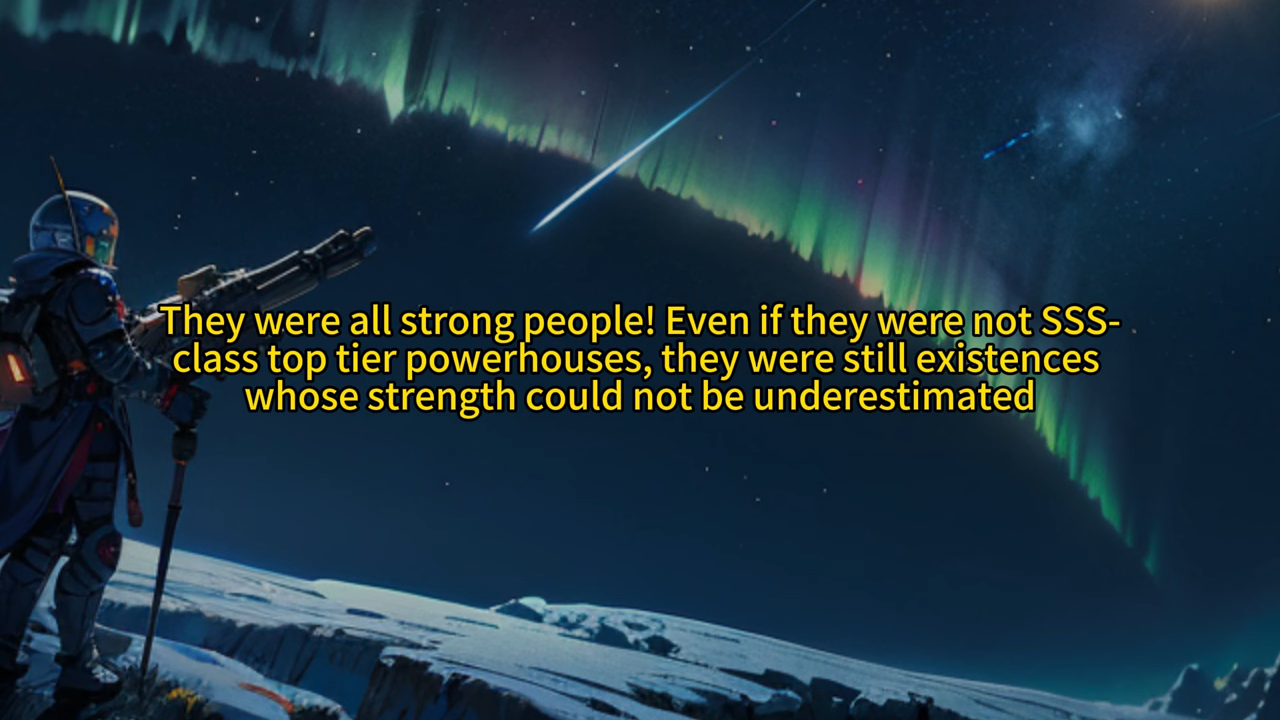 They were all strong people! Even if they were not SSS-
class top tier powerhouses, they were still existences
whose strength could not be underestimated